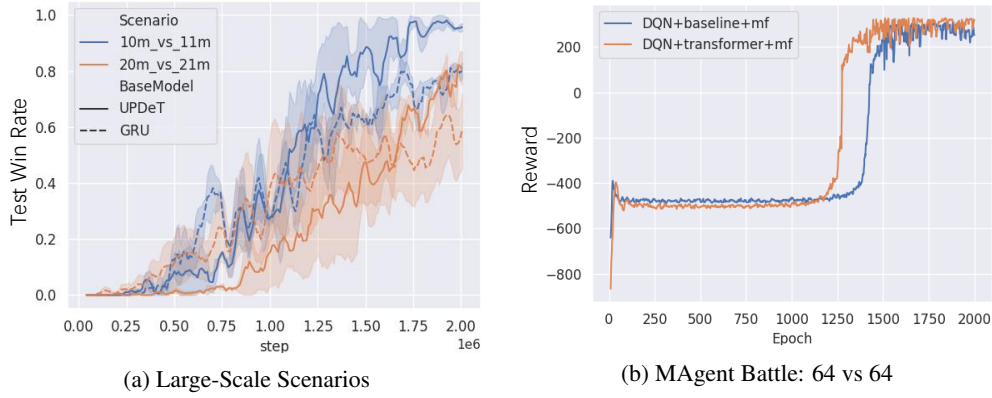 Scenario
10m_vs_11m
20m_vs_21m
BaseModel
UPDeT
GRU
Test Win Rate
1.0
0.8
0.6
0.4
0.2
0.0
0.00 0.25 0.50 0.75 1.00 1.25 1.50 1.75 2.00
step
1e6
(a) Large-Scale Scenarios
DQN+baseline+mf
DQN+transformer+mf
Reward
200
0
−200
−400
−600
−800
0 250 500 750 1000 1250 1500 1750 2000
Epoch
(b) MAgent Battle: 64 vs 64